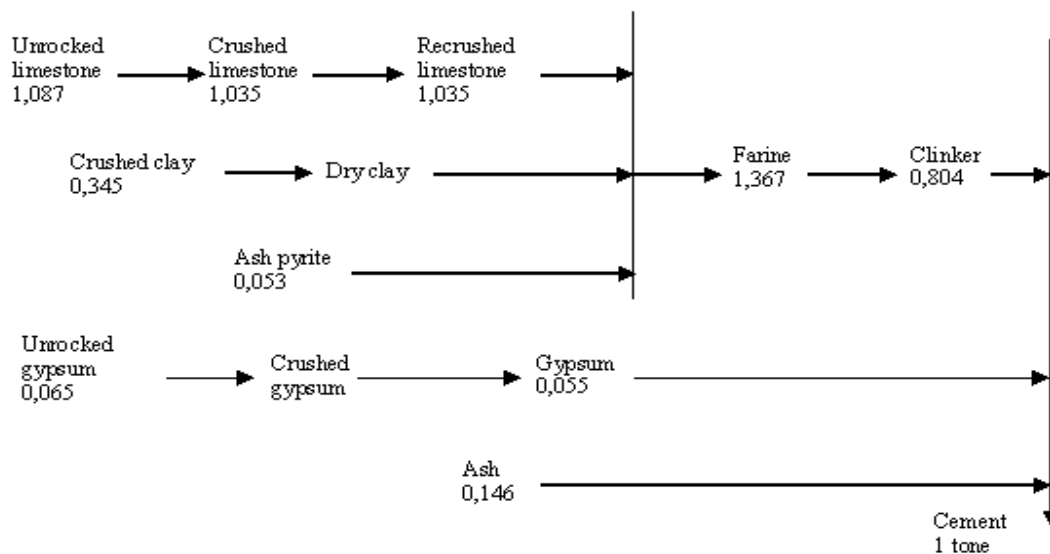 Unrocked
limestone
1,087
Crushed
limestone
1,035
Recrushed
limestone
1,035
Crushed clay
0,345
Dry clay
Farine
1,367
Clinker
0,804
Ash pyrite
0,053
Unrocked
gypsum
0,065
Crushed
gypsum
Gypsum
0,055
Ash
0,146
Cement
1 tone